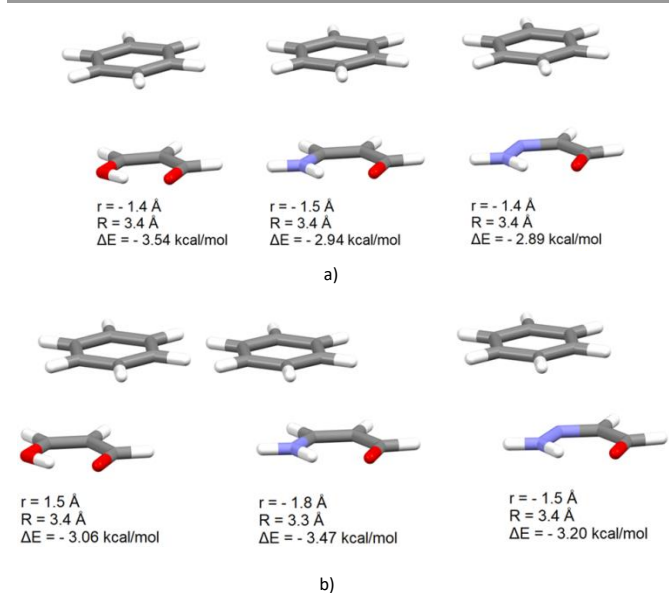 r = - 1.4 Å
R = 3.4 Å
ΔE = - 3.54 kcal/mol
r = - 1.5 Å
R = 3.4 Å
ΔE = - 2.94 kcal/mol
r = - 1.4 Å
R = 3.4 Å
ΔE = - 2.89 kcal/mol
a)
r = 1.5 Å
R = 3.4 Å
ΔE = - 3.06 kcal/mol
r = - 1.8 Å
R = 3.3 Å
ΔE = - 3.47 kcal/mol
r = - 1.5 Å
R = 3.4 Å
ΔE = - 3.20 kcal/mol
b)